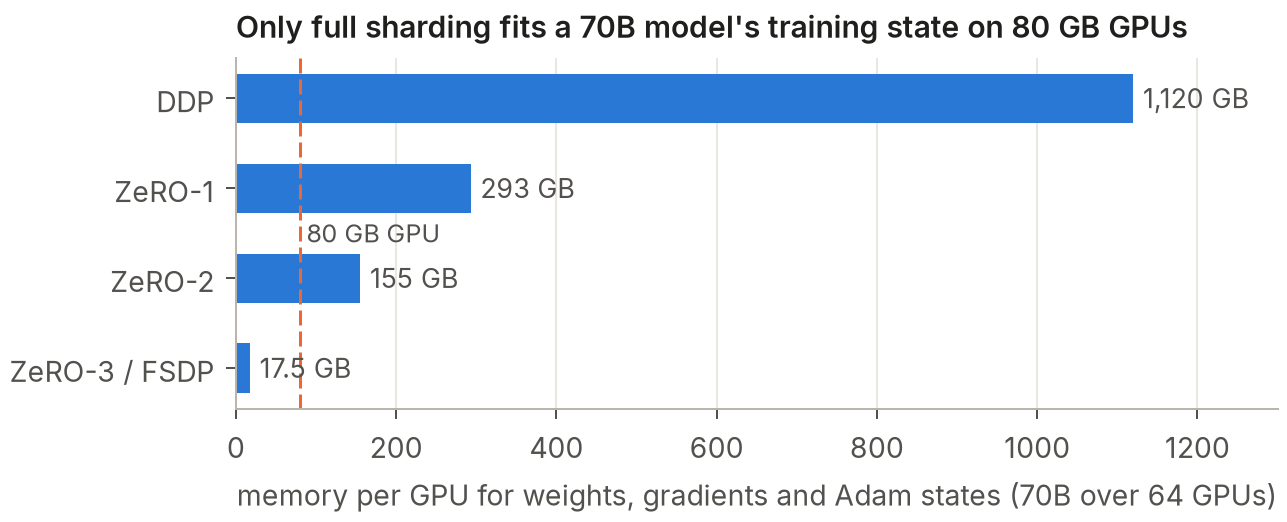 Only full sharding fits a 70B model's training state on 80 GB GPUs
DDP
1,120 GB
ZeRO-1
293 GB
80 GB GPU
ZeRO-2
155 GB
ZeRO-3 / FSDP
17.5 GB
0 200 400 600 800 1000 1200
memory per GPU for weights, gradients and Adam states (70B over 64 GPUs)